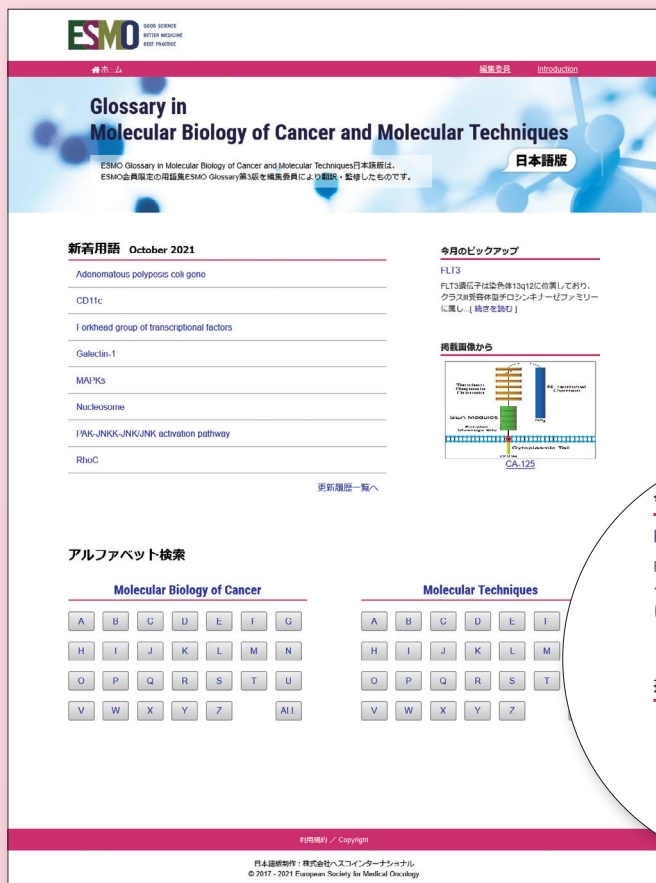 ESMO
GOOD SCIENCE
BETTER MEDICINE
BEST PRACTICE
ホーム
編集委員
Introduction
Glossary in
Molecular Biology of Cancer and Molecular Techniques
日本語版
ESMO Glossary in Molecular Biology of Cancer and Molecular Techniques日本語版は、
ESMO会員限定の用語集ESMO Glossary第3版を編集委員により翻訳・監修したものです。
新着用語 October 2021
Adenomatous polyposis coli gene
CD11c
Forkhead group of transcriptional factors
Galectin-1
MAPKs
Nucleosome
PAK-JNKK-JNK/JNK activation pathway
RhoC
更新履歴一覧へ
今月のピックアップ
FLT3
FLT3遺伝子は染色体13q12に位置しており、
クラスIII受容体型チロシンキナーゼファミリー
に属し...[ 続きを読む ]
掲載画像から
N-Terminal
Domain
SEA Modules
Cytoplasmic Tail
CA-125
アルファベット検索
Molecular Biology of Cancer
A B C D E F G
H I J K L M N
O P Q R S T U
V W X Y Z ALL
Molecular Techniques
A B C D E F
H I J K L M
O P Q R S T
V W X Y Z
利用規約 ／ Copyright
日本語版制作：株式会社ヘスコインターナショナル
© 2017 - 2021 European Society for Medical Oncology